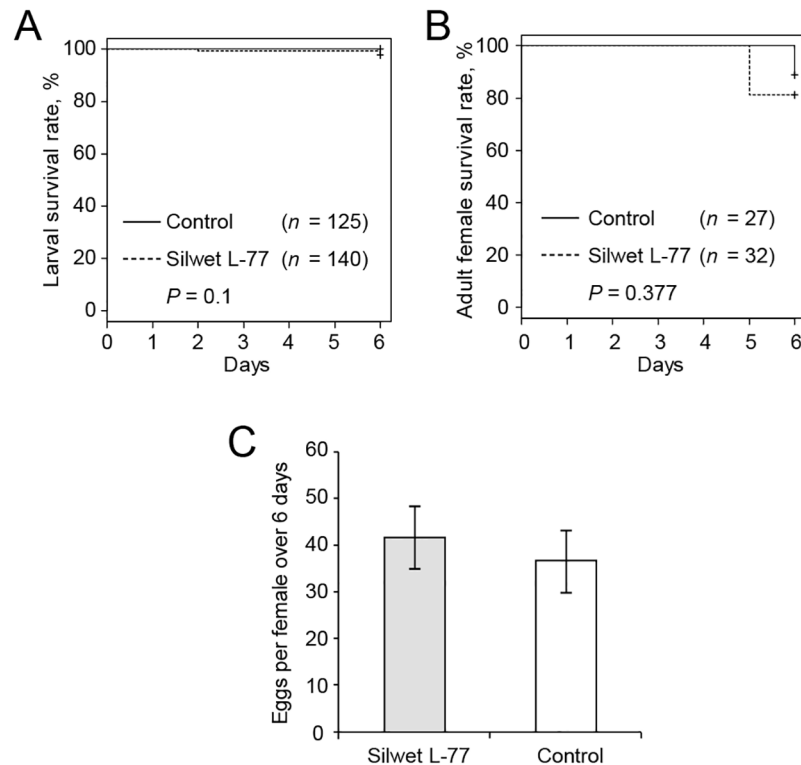 A
Larval survival rate, %
100
80
60
40
20
0
Control (n = 125)
Silwet L-77 (n = 140)
P = 0.1
0 1 2 3 4 5 6
Days
B
Adult female survival rate, %
100
80
60
40
20
0
Control (n = 27)
Silwet L-77 (n = 32)
P = 0.377
0 1 2 3 4 5 6
Days
C
Eggs per female over 6 days
60
50
40
30
20
10
0
Silwet L-77 Control